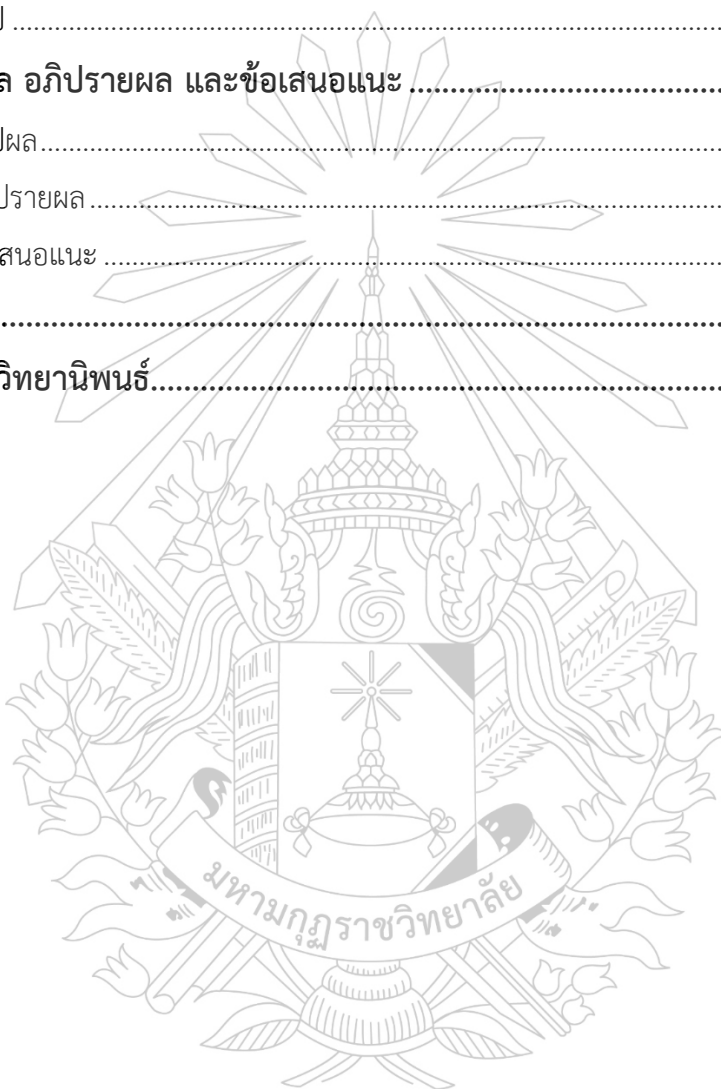 ป ................................................................
ล อภิปรายผล และข้อเสนอแนะ ................................................
ปผล................................................................
ปรายผล ................................................................
เสนอแนะ ................................................................
................................................................
วิทยานิพนธ์................................................................
มหามกุฏราชวิทยาลัย